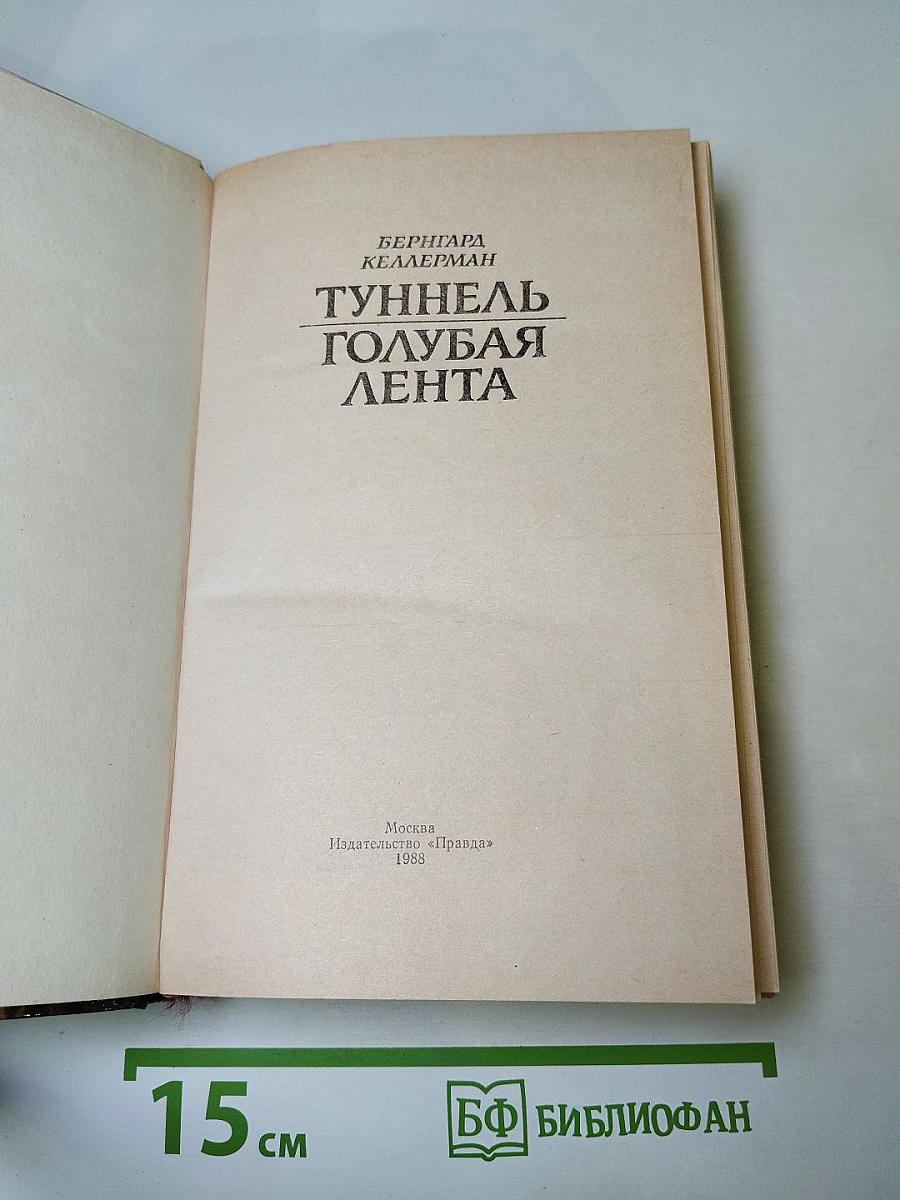 БЕРНГАРД
КЕЛЛЕРМАН
ТУННЕЛЬ
ГОЛУБАЯ
ЛЕНТА
Москва
Издательство «Правда»
1988
15 см
БФ БИБЛИОФАН